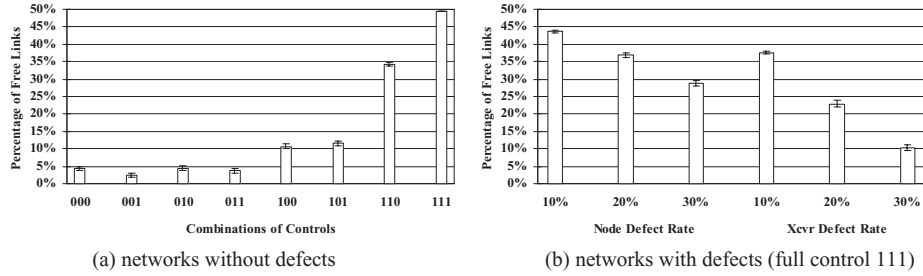 Percentage of Free Links
50%
45%
40%
35%
30%
25%
20%
15%
10%
5%
0%
000 001 010 011 100 101 110 111
Combinations of Controls
(a) networks without defects
Percentage of Free Links
50%
45%
40%
35%
30%
25%
20%
15%
10%
5%
0%
10% 20% 30% 10% 20% 30%
Node Defect Rate Xcvr Defect Rate
(b) networks with defects (full control 111)